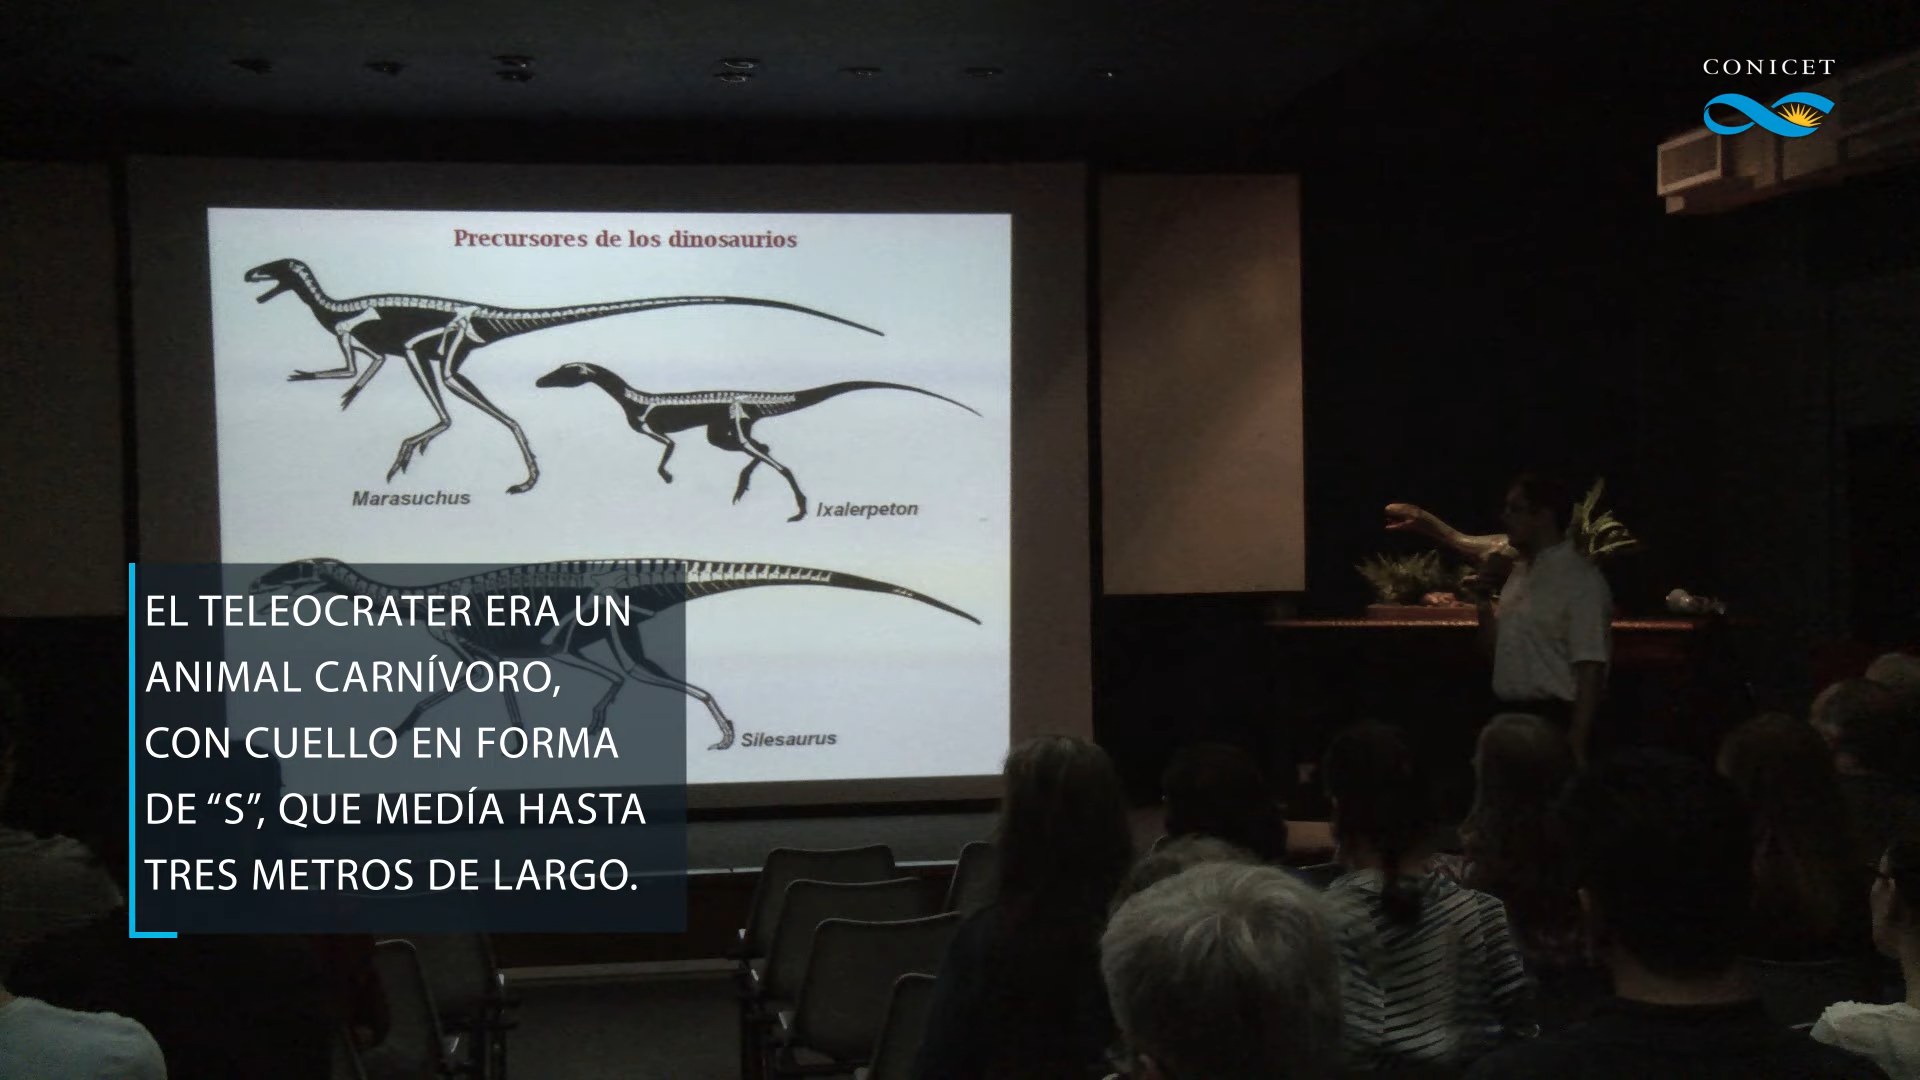 CONICET
Precursores de los dinosaurios
Marasuchus
Ixalerpeton
Silesaurus
EL TELEOCRATER ERA UN
ANIMAL CARNÍVORO,
CON CUELLO EN FORMA
DE “S”, QUE MEDÍA HASTA
TRES METROS DE LARGO.